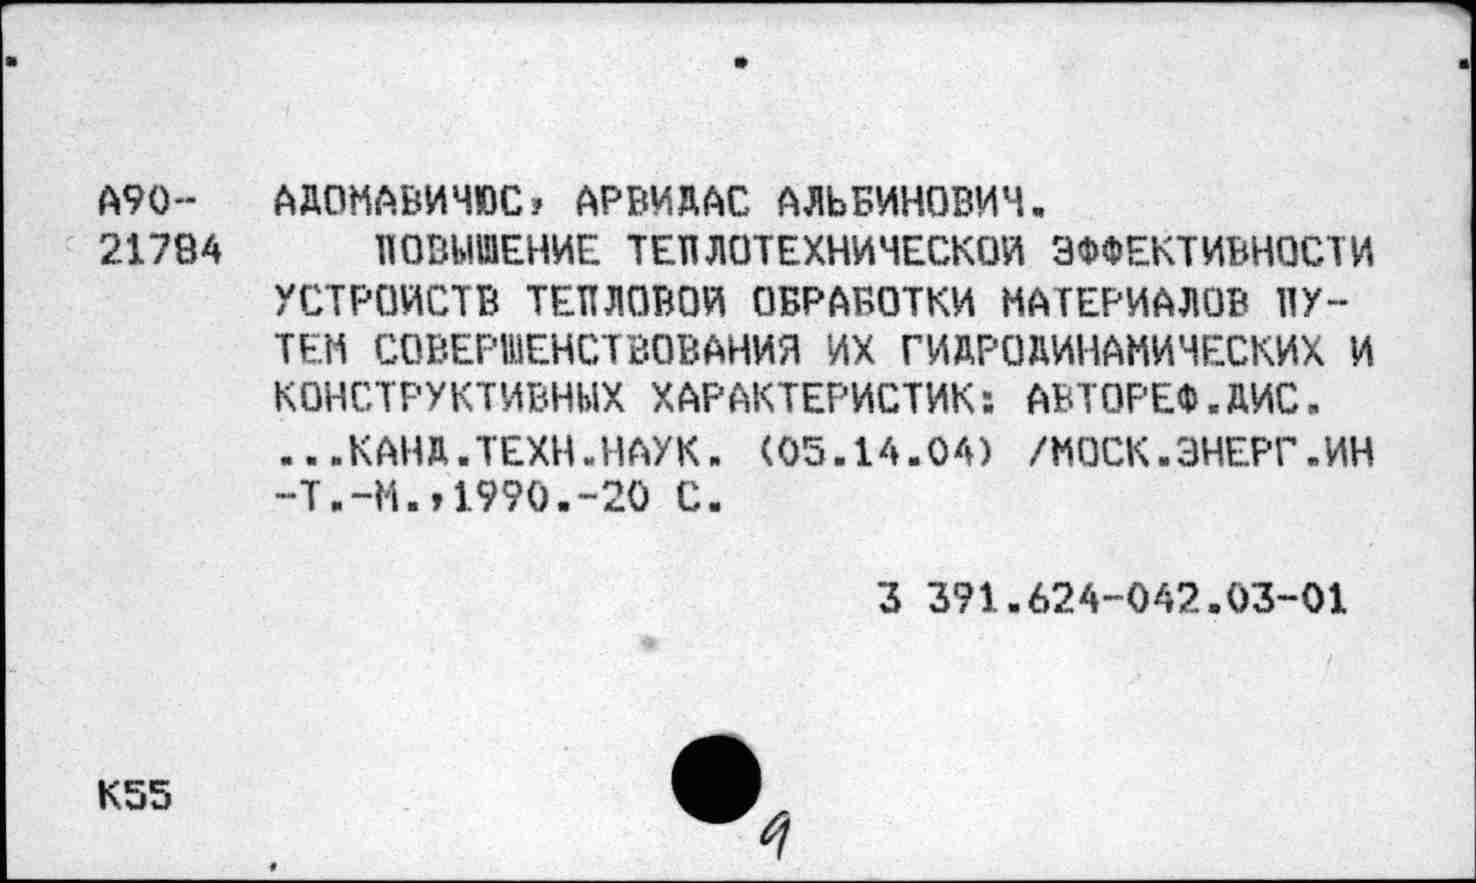 А90-   АДОМАВИЧЮС, АРВИДАС АЛЬБИНОВИЧ.
21784   ПОВЫШЕНИЕ ТЕПЛОТЕХНИЧЕСКОЙ ЭФФЕКТИВНОСТИ
УСТРОЙСТВ ТЕПЛОВОЙ ОБРАБОТКИ МАТЕРИАЛОВ ПУ-
ТЕМ СОВЕРШЕНСТВОВАНИЯ ИХ ГИДРОДИНАМИЧЕСКИХ И
КОНСТРУКТИВНЫХ ХАРАКТЕРИСТИК: АВТОРЕФ.ДИС.
...КАНД.ТЕХН.НАУК. (05.14.04) /МОСК.ЭНЕРГ.ИН
-Т.-М.,1990.-20 С.
3 391.624-042.03-01
К55
9